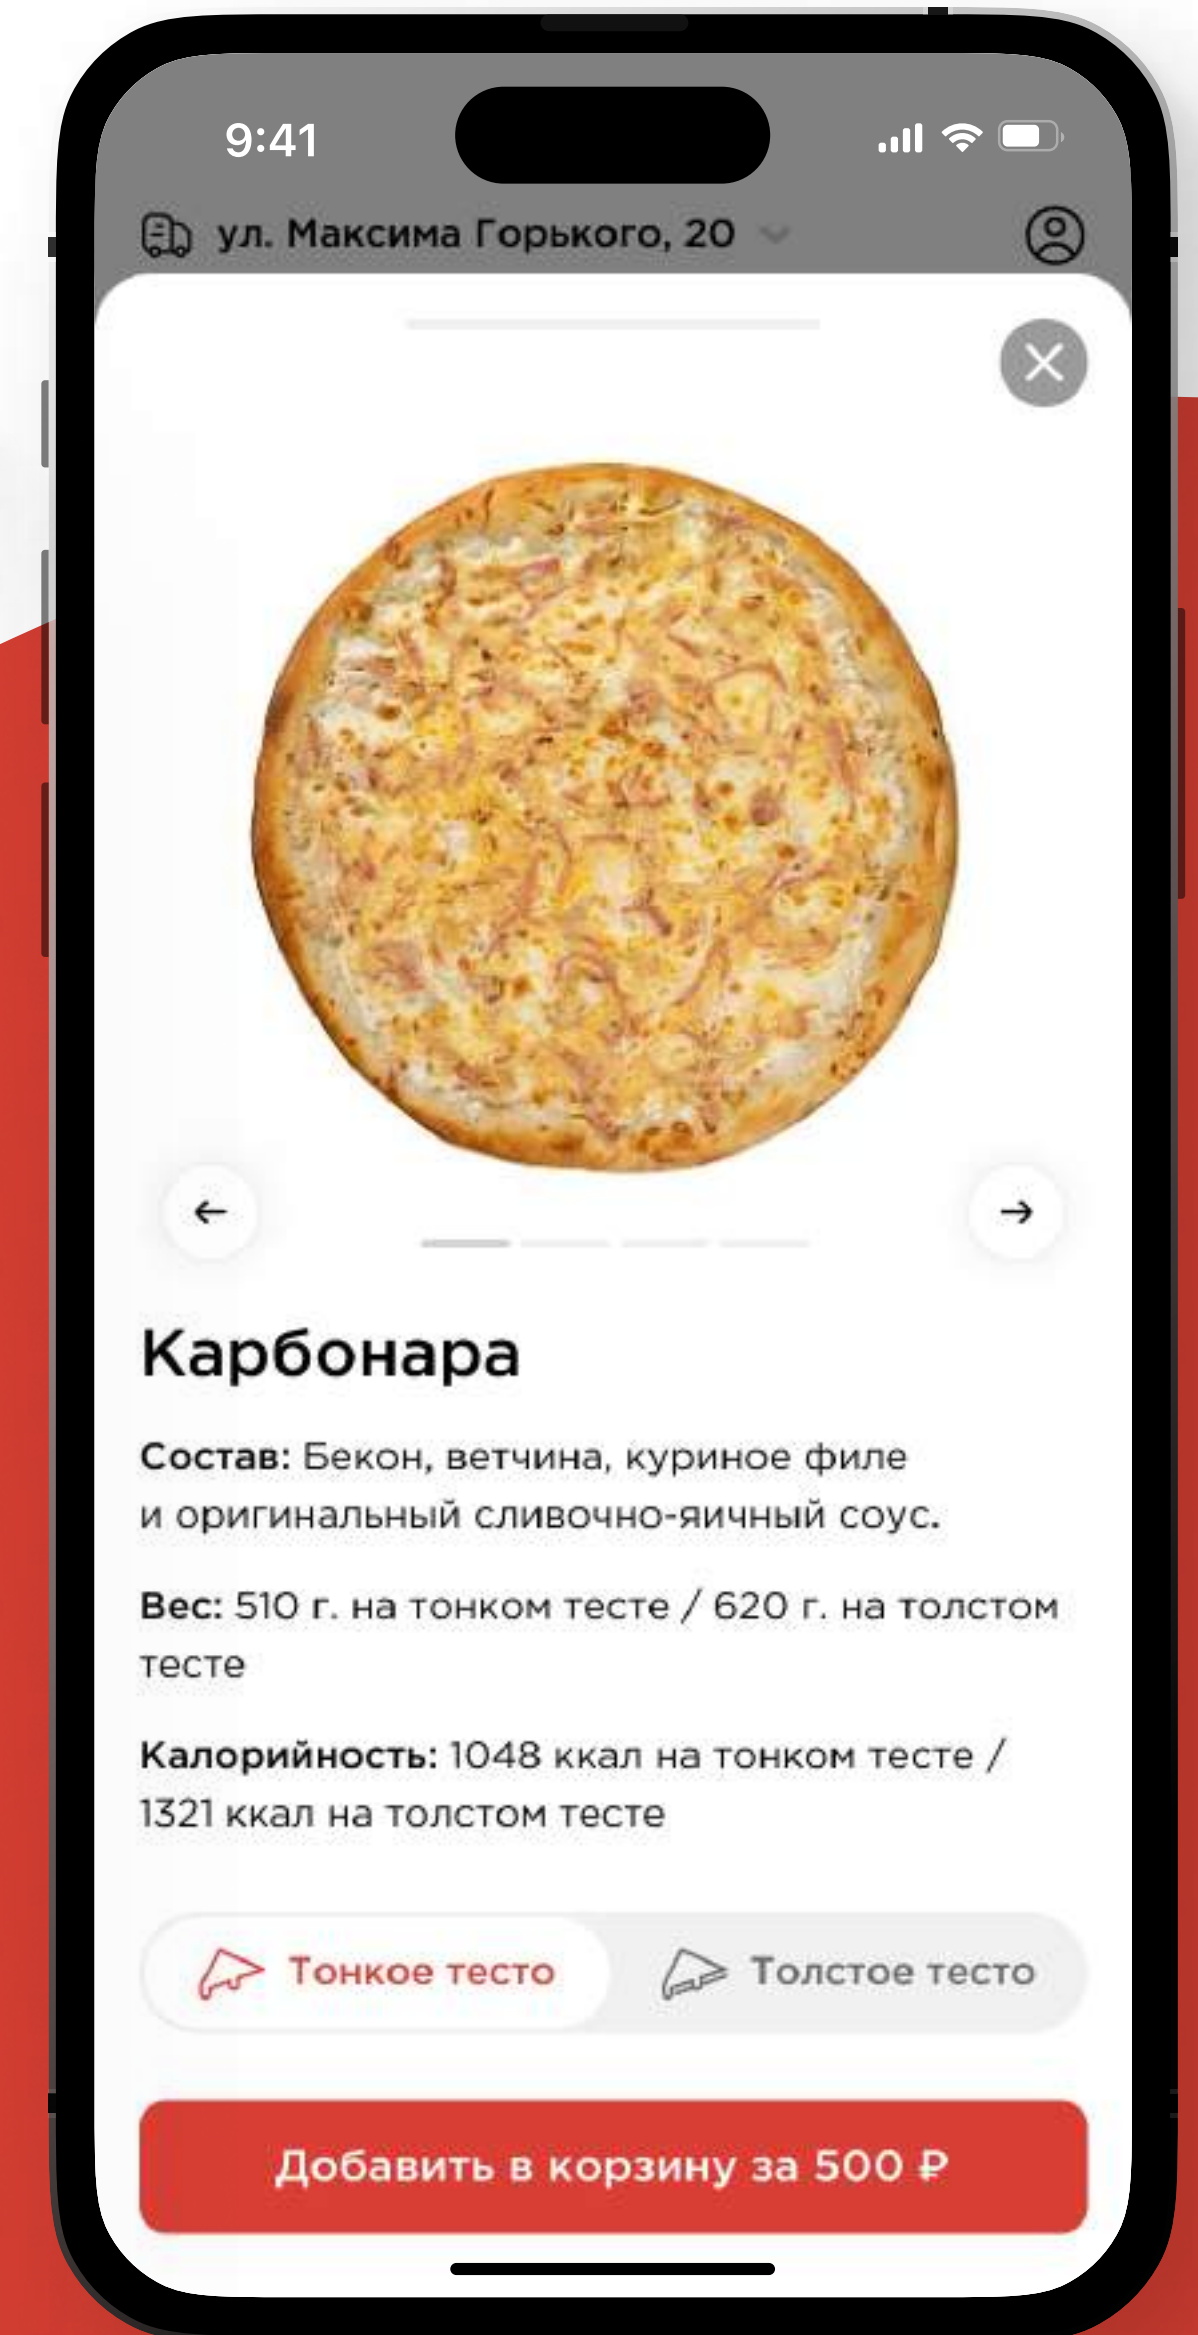 9:41
ул. Максима Горького, 20
Карбонара
Состав: Бекон, ветчина, куриное филе
и оригинальный сливочно-яичный соус.
Вес: 510 г. на тонком тесте / 620 г. на толстом
тесте
Калорийность: 1048 ккал на тонком тесте /
1321 ккал на толстом тесте
Тонкое тесто
Толстое тесто
Добавить в корзину за 500 ₽